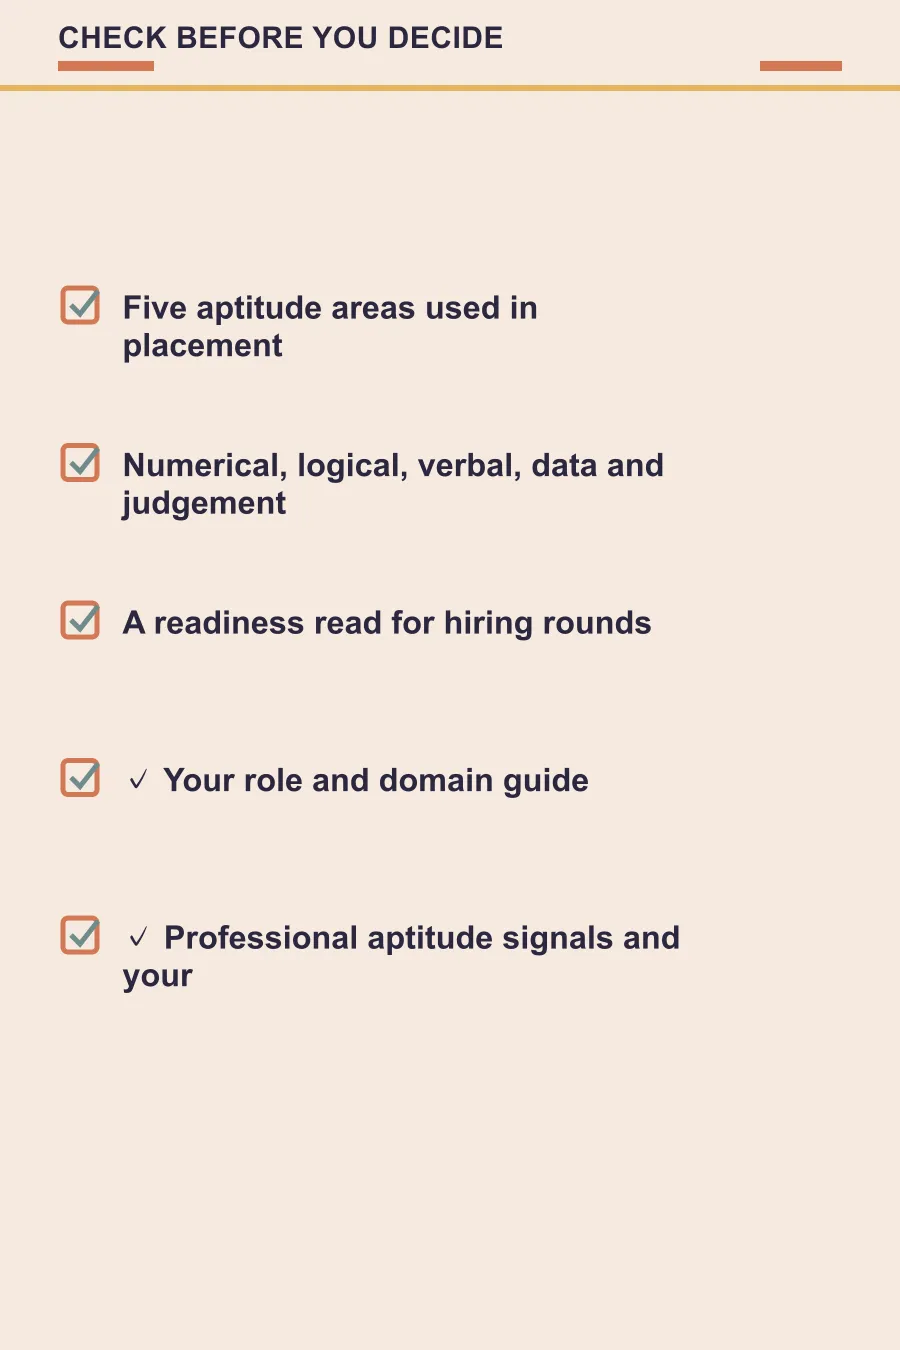 CHECK BEFORE YOU DECIDE
Five aptitude areas used in
placement
Numerical, logical, verbal, data and
judgement
A readiness read for hiring rounds
✓ Your role and domain guide
✓ Professional aptitude signals and
your